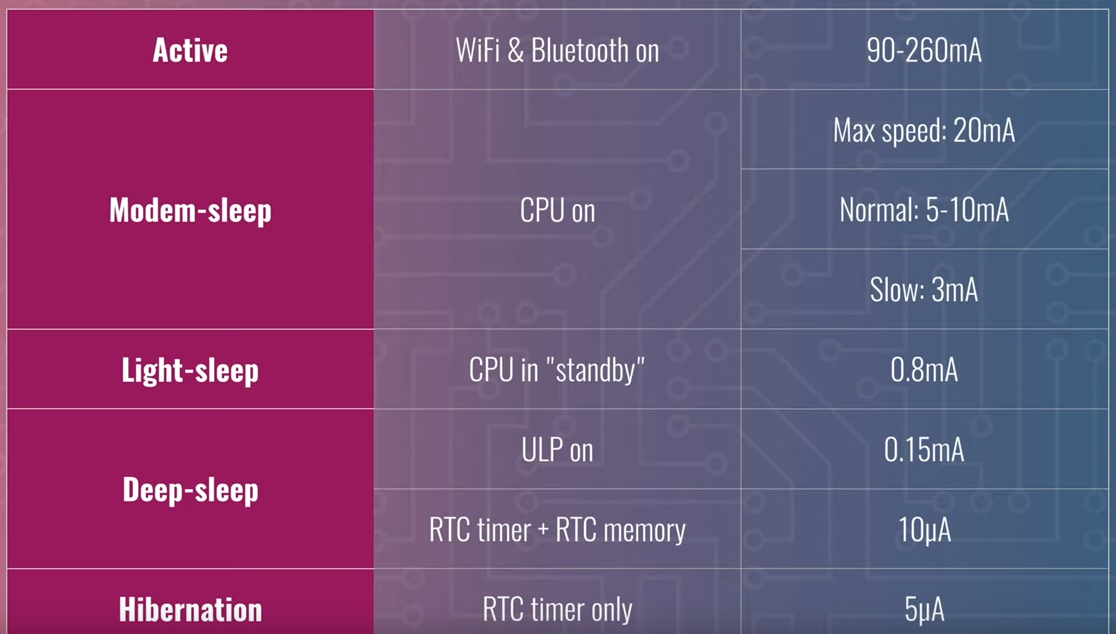 Active
WiFi & Bluetooth on
90-260mA
Modem-sleep
CPU on
Max speed: 20mA
Normal: 5-10mA
Slow: 3mA
Light-sleep
CPU in "standby"
0.8mA
Deep-sleep
ULP on
0.15mA
RTC timer + RTC memory
10μA
Hibernation
RTC timer only
5μA